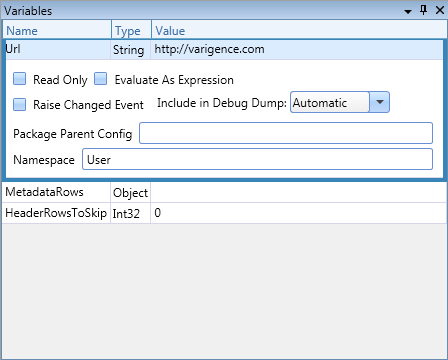 Variables
Name Type Value
Url String http://varigence.com
Read Only Evaluate As Expression
Raise Changed Event Include in Debug Dump: Automatic
Package Parent Config
Namespace User
MetadataRows Object
HeaderRowsToSkip Int32 0